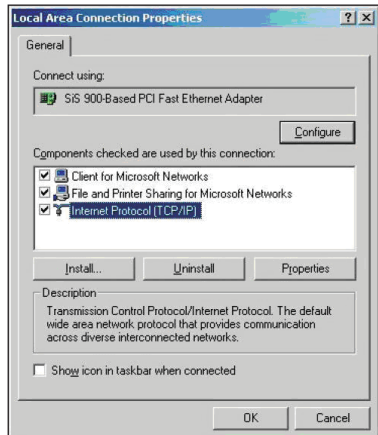 Local Area Connection Properties
General
Connect using:
SiS 900-Based PCI Fast Ethernet Adapter
Configure
Components checked are used by this connection:
Client for Microsoft Networks
File and Printer Sharing for Microsoft Networks
Internet Protocol (TCP/IP)
Install...
Uninstall
Properties
Description
Transmission Control Protocol/Internet Protocol. The default
wide area network protocol that provides communication
across diverse interconnected networks.
Show icon in taskbar when connected
OK
Cancel